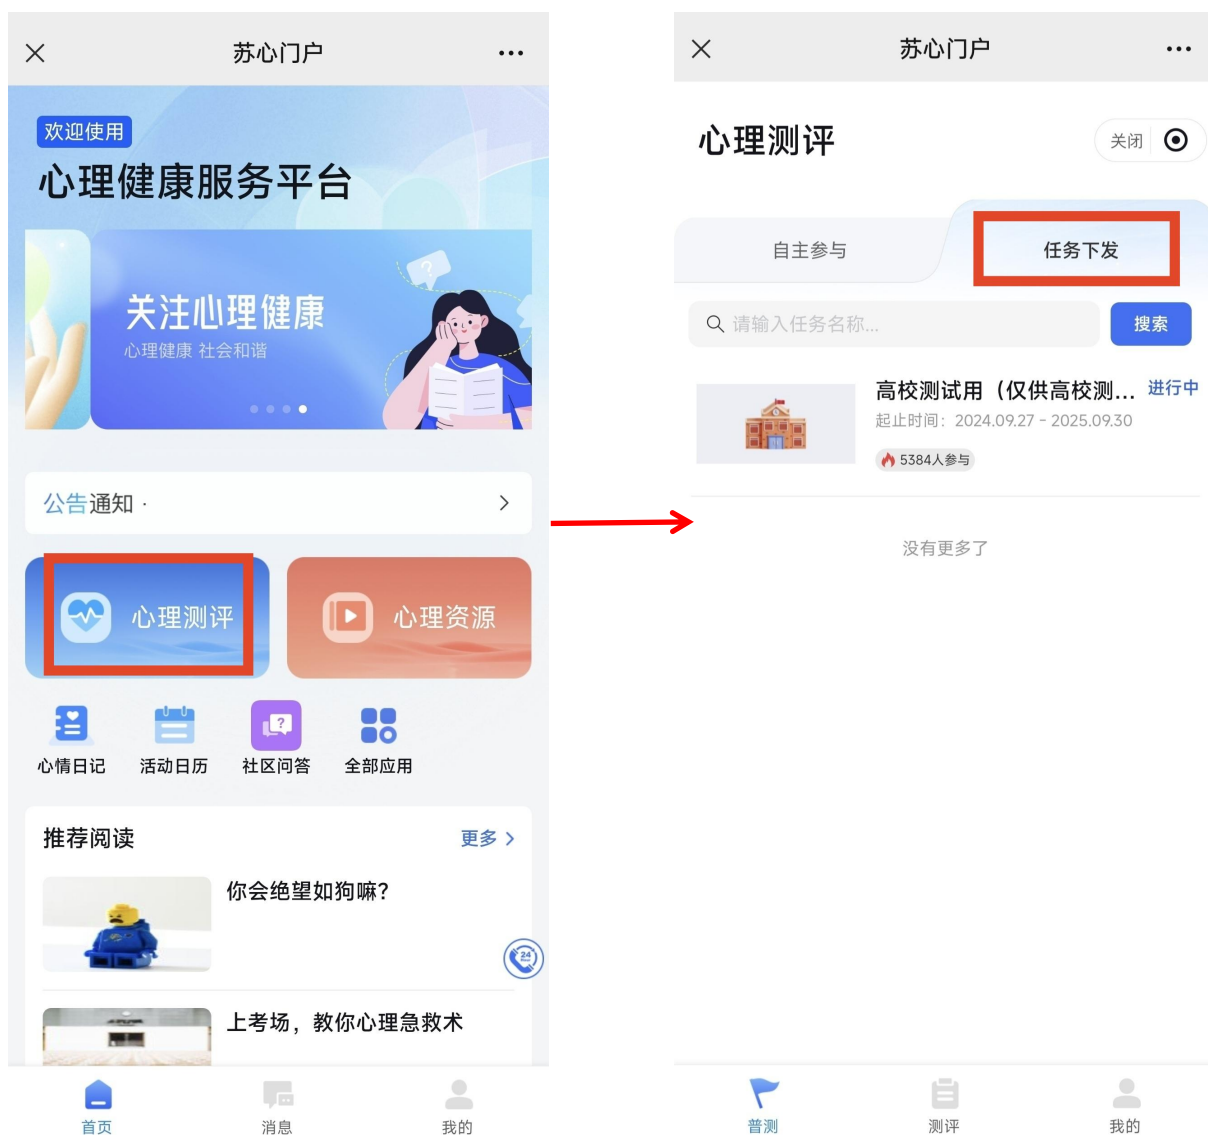 苏心门户
欢迎使用
心理健康服务平台
关注心理健康
心理健康 社会和谐
公告通知 ·
心理测评
心理资源
心情日记
活动日历
社区问答
全部应用
推荐阅读
更多
你会绝望如狗嘛?
24
上考场，教你心理急救术
首页
消息
我的
苏心门户
心理测评
关闭
自主参与
任务下发
请输入任务名称...
搜索
高校测试用（仅供高校测... 进行中
起止时间：2024.09.27 - 2025.09.30
5384人参与
没有更多了
普测
测评
我的